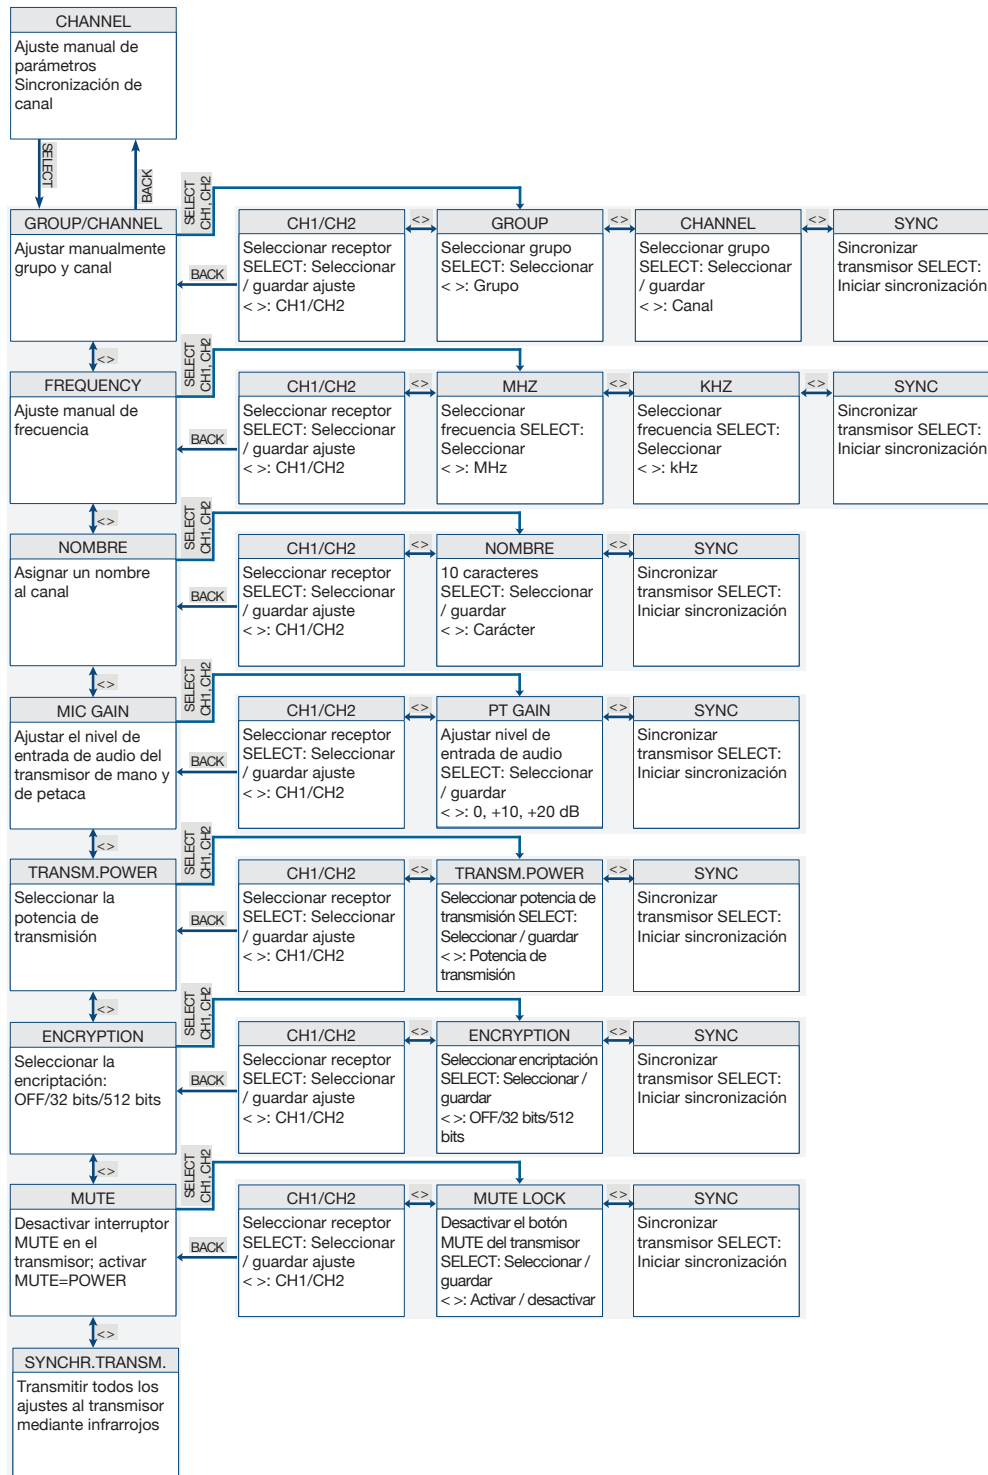 CHANNEL
Ajuste manual de
parámetros
Sincronización de
canal
SELECT
BACK
SELECT
CH1, CH2
GROUP/CHANNEL
Ajustar manualmente
grupo y canal
BACK
CH1/CH2
Seleccionar receptor
SELECT: Seleccionar
/ guardar ajuste
< >: CH1/CH2
<>
GROUP
Seleccionar grupo
SELECT: Seleccionar
< >: Grupo
<>
CHANNEL
Seleccionar grupo
SELECT: Seleccionar
/ guardar
< >: Canal
<>
SYNC
Sincronizar
transmisor SELECT:
Iniciar sincronización
<>
SELECT
CH1, CH2
FREQUENCY
Ajuste manual de
frecuencia
BACK
CH1/CH2
Seleccionar receptor
SELECT: Seleccionar
/ guardar ajuste
< >: CH1/CH2
<>
MHZ
Seleccionar
frecuencia SELECT:
Seleccionar
< >: MHz
<>
KHZ
Seleccionar
frecuencia SELECT:
Seleccionar
< >: kHz
<>
SYNC
Sincronizar
transmisor SELECT:
Iniciar sincronización
<>
SELECT
CH1, CH2
NOMBRE
Asignar un nombre
al canal
BACK
CH1/CH2
Seleccionar receptor
SELECT: Seleccionar
/ guardar ajuste
< >: CH1/CH2
<>
NOMBRE
10 caracteres
SELECT: Seleccionar
/ guardar
< >: Carácter
<>
SYNC
Sincronizar
transmisor SELECT:
Iniciar sincronización
<>
SELECT
CH1, CH2
MIC GAIN
Ajustar el nivel de
entrada de audio del
transmisor de mano y
de petaca
BACK
CH1/CH2
Seleccionar receptor
SELECT: Seleccionar
/ guardar ajuste
< >: CH1/CH2
<>
PT GAIN
Ajustar nivel de
entrada de audio
SELECT: Seleccionar
/ guardar
< >: 0, +10, +20 dB
<>
SYNC
Sincronizar
transmisor SELECT:
Iniciar sincronización
<>
SELECT
CH1, CH2
TRANSM.POWER
Seleccionar la
potencia de
transmisión
BACK
CH1/CH2
Seleccionar receptor
SELECT: Seleccionar
/ guardar ajuste
< >: CH1/CH2
<>
TRANSM.POWER
Seleccionar potencia de
transmisión SELECT:
Seleccionar / guardar
< >: Potencia de
transmisión
<>
SYNC
Sincronizar
transmisor SELECT:
Iniciar sincronización
<>
SELECT
CH1, CH2
ENCRYPTION
Seleccionar la
encriptación:
OFF/32 bits/512 bits
BACK
CH1/CH2
Seleccionar receptor
SELECT: Seleccionar
/ guardar ajuste
< >: CH1/CH2
<>
ENCRYPTION
Seleccionar encriptación
SELECT: Seleccionar /
guardar
< >: OFF/32 bits/512
bits
<>
SYNC
Sincronizar
transmisor SELECT:
Iniciar sincronización
<>
SELECT
CH1, CH2
MUTE
Desactivar interruptor
MUTE en el
transmisor; activar
MUTE=POWER
BACK
CH1/CH2
Seleccionar receptor
SELECT: Seleccionar
/ guardar ajuste
< >: CH1/CH2
<>
MUTE LOCK
Desactivar el botón
MUTE del transmisor
SELECT: Seleccionar /
guardar
< >: Activar / desactivar
<>
SYNC
Sincronizar
transmisor SELECT:
Iniciar sincronización
<>
SYNCHR.TRANSM.
Transmitir todos los
ajustes al transmisor
mediante infrarrojos